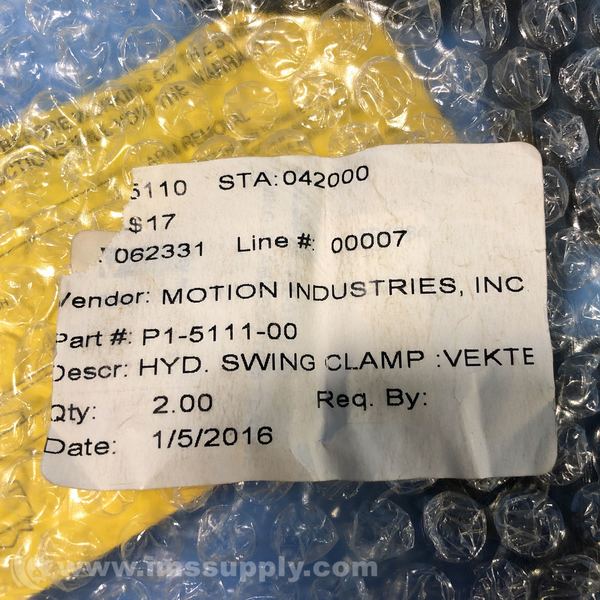 5110 STA:042000
$17
062331 Line #: 00007
Vendor: MOTION INDUSTRIES, INC
Part #: P1-5111-00
Descr: HYD. SWING CLAMP :VEKTE
Qty: 2.00 Req. By:
Date: 1/5/2016
www.imssupply.com